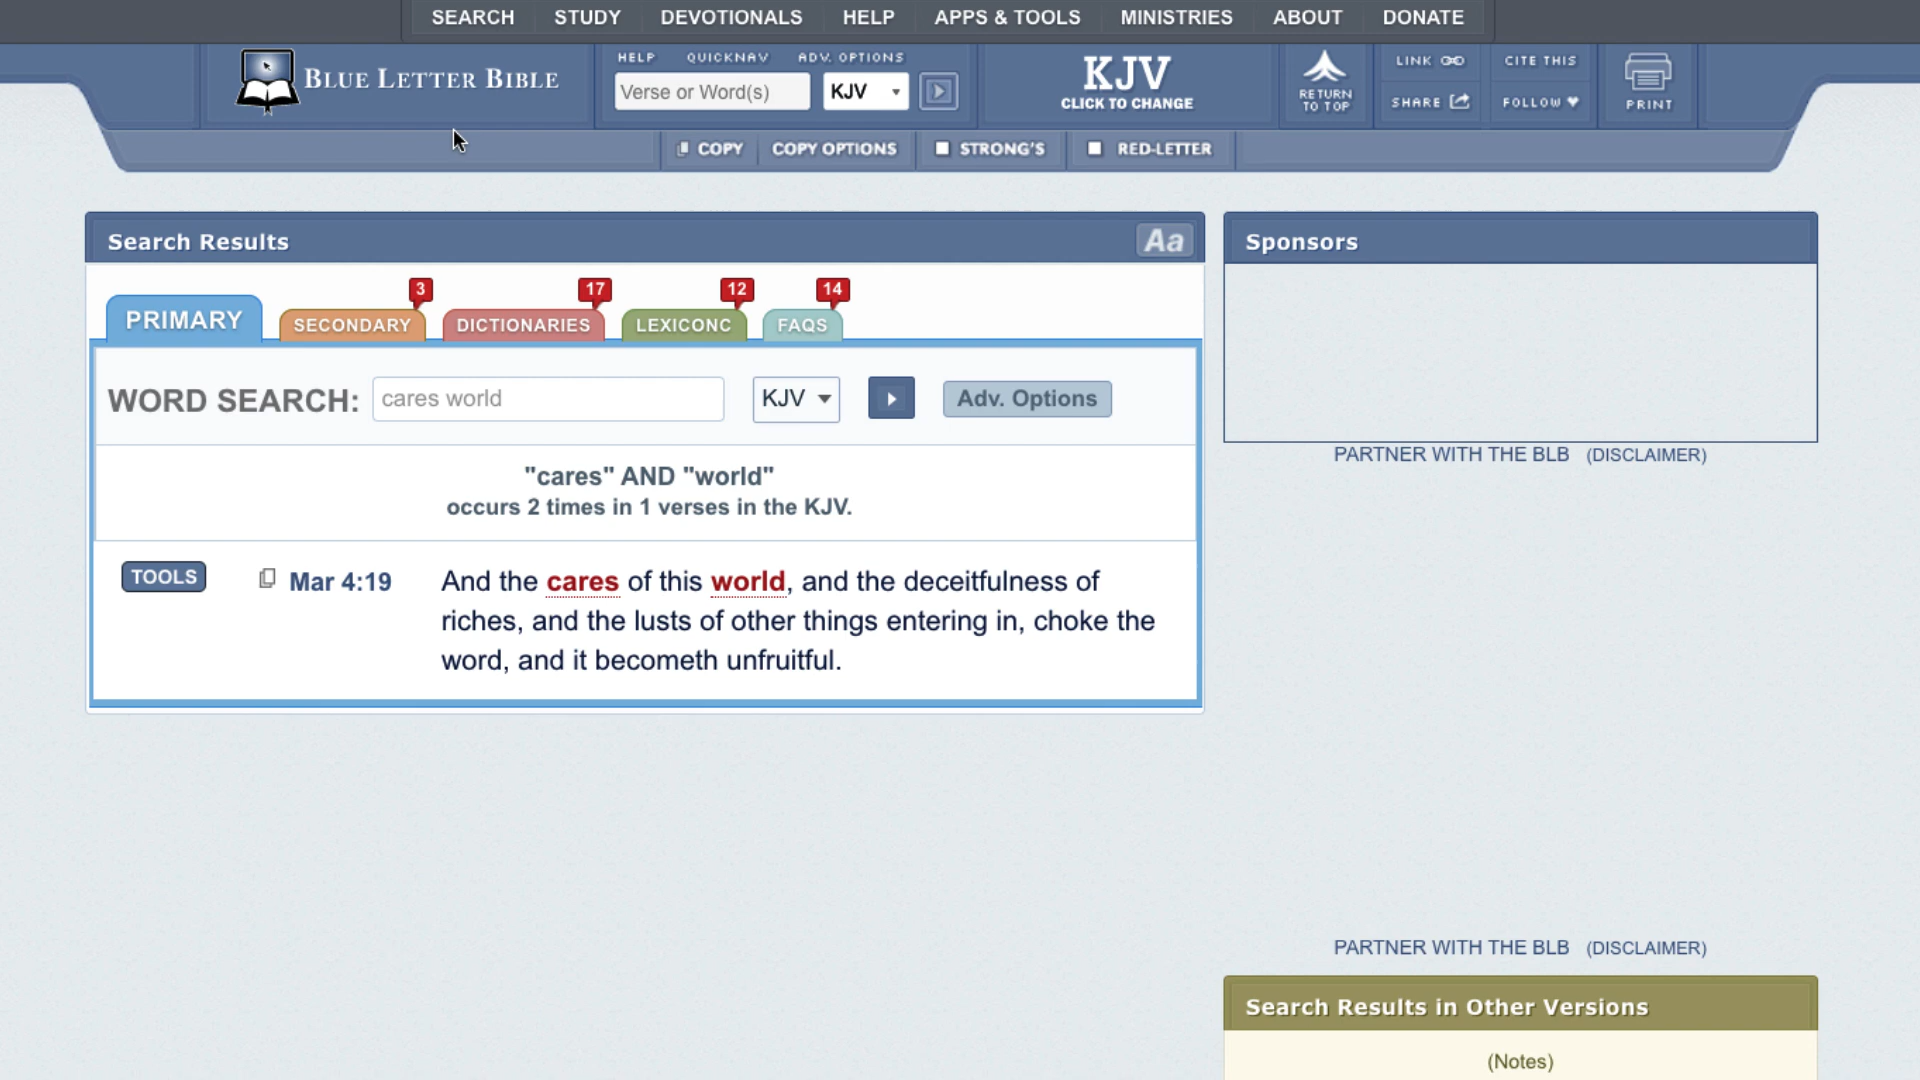 SEARCH STUDY DEVOTIONALS HELP APPS & TOOLS MINISTRIES ABOUT DONATE
BLUE LETTER BIBLE
HELP QUICKNAV ADV. OPTIONS
Verse or Word(s) KJV
KJV
CLICK TO CHANGE
RETURN
TO TOP
LINK CITE THIS
SHARE FOLLOW
PRINT
COPY COPY OPTIONS STRONG'S RED-LETTER
Search Results Aa
3 17 12 14
PRIMARY SECONDARY DICTIONARIES LEXICONC FAQS
WORD SEARCH: cares world KJV Adv. Options
"cares" AND "world"
occurs 2 times in 1 verses in the KJV.
TOOLS Mar 4:19 And the cares of this world, and the deceitfulness of
riches, and the lusts of other things entering in, choke the
word, and it becometh unfruitful.
Sponsors
PARTNER WITH THE BLB (DISCLAIMER)
PARTNER WITH THE BLB (DISCLAIMER)
Search Results in Other Versions
(Notes)